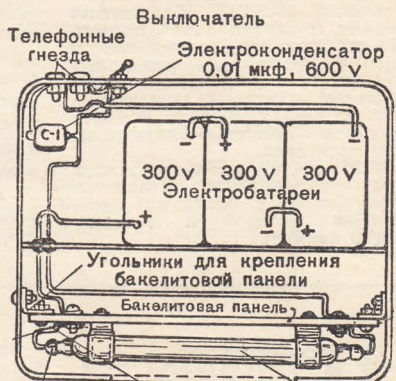 Выключатель
Телефонные
гнезда
Электроконденсатор
0,01 мкф, 600 v
C-1
- + -
300 v 300 v 300 v
Электробатареи
+ - +
Угольники для крепления
бакелитовой панели
Бакелитовая панель